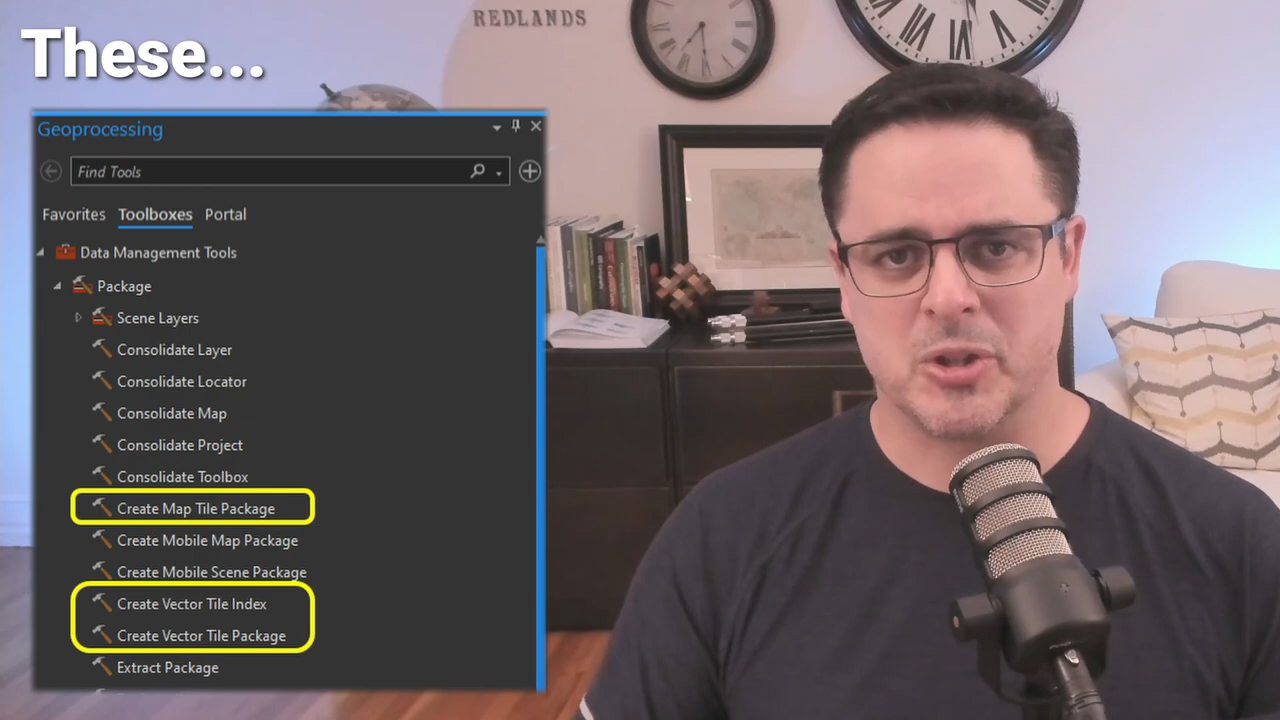 REDLANDS
These...
Geoprocessing
Find Tools
Favorites Toolboxes Portal
Data Management Tools
Package
Scene Layers
Consolidate Layer
Consolidate Locator
Consolidate Map
Consolidate Project
Consolidate Toolbox
Create Map Tile Package
Create Mobile Map Package
Create Mobile Scene Package
Create Vector Tile Index
Create Vector Tile Package
Extract Package